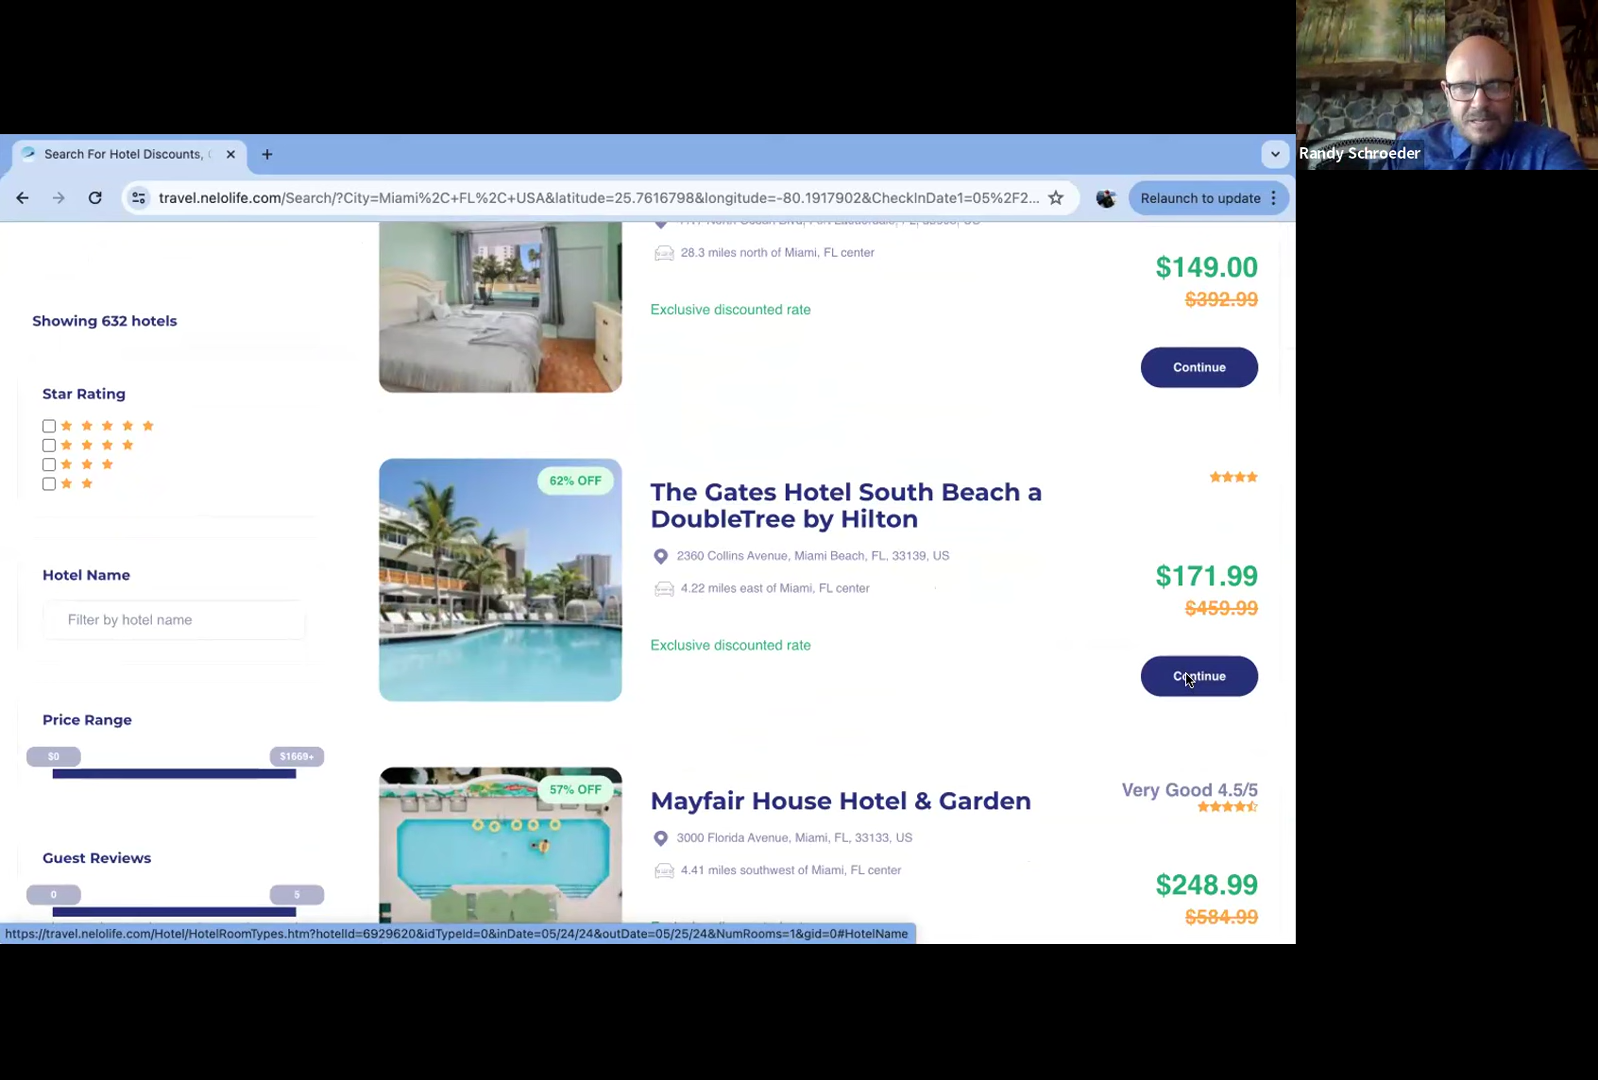 Randy Schroeder
Search For Hotel Discounts,
travel.nelolife.com/Search/?City=Miami%2C+FL%2C+USA&latitude=25.7616798&longitude=-80.1917902&CheckInDate1=05%2F2...
Relaunch to update
28.3 miles north of Miami, FL center
$149.00
$392.99
Exclusive discounted rate
Continue
Showing 632 hotels
Star Rating
62% OFF
The Gates Hotel South Beach a
DoubleTree by Hilton
2360 Collins Avenue, Miami Beach, FL, 33139, US
4.22 miles east of Miami, FL center
$171.99
$459.99
Exclusive discounted rate
Continue
Hotel Name
Filter by hotel name
Price Range
$0
$1669+
57% OFF
Mayfair House Hotel & Garden
Very Good 4.5/5
3000 Florida Avenue, Miami, FL, 33133, US
4.41 miles southwest of Miami, FL center
$248.99
$584.99
Guest Reviews
0
5
https://travel.nelolife.com/Hotel/HotelRoomTypes.htm?hotelId=6929620&idTypeId=0&inDate=05/24/24&outDate=05/25/24&NumRooms=1&gid=0#HotelName